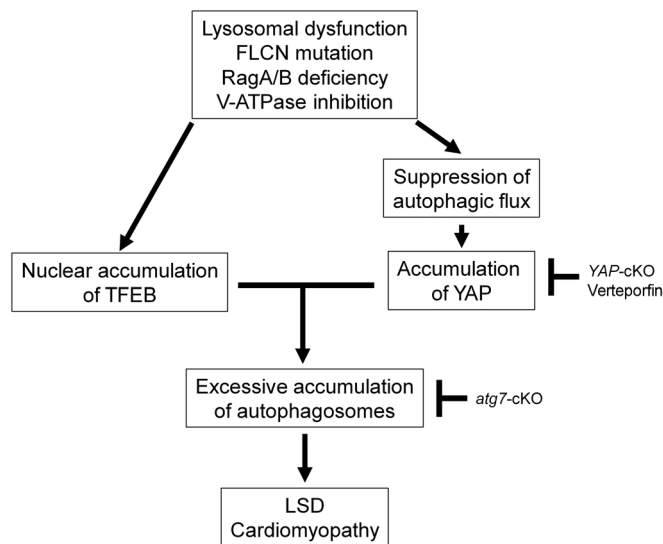 Lysosomal dysfunction
FLCN mutation
RagA/B deficiency
V-ATPase inhibition
Suppression of
autophagic flux
Nuclear accumulation
of TFEB
Accumulation
of YAP
YAP-cKO
Verteporfin
Excessive accumulation
of autophagosomes
atg7-cKO
LSD
Cardiomyopathy